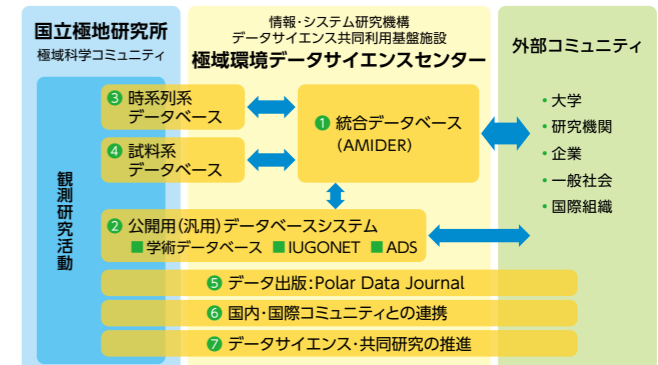 国立極地研究所
極域科学コミュニティ
情報・システム研究機構
データサイエンス共同利用基盤施設
極域環境データサイエンスセンター
外部コミュニティ
観測研究活動
❸ 時系列系
データベース
❹ 試料系
データベース
❶ 統合データベース
(AMIDER)
❷ 公開用(汎用)データベースシステム
■学術データベース ■IUGONET ■ADS
・大学
・研究機関
・企業
・一般社会
・国際組織
❺ データ出版:Polar Data Journal
❻ 国内・国際コミュニティとの連携
❼ データサイエンス・共同研究の推進